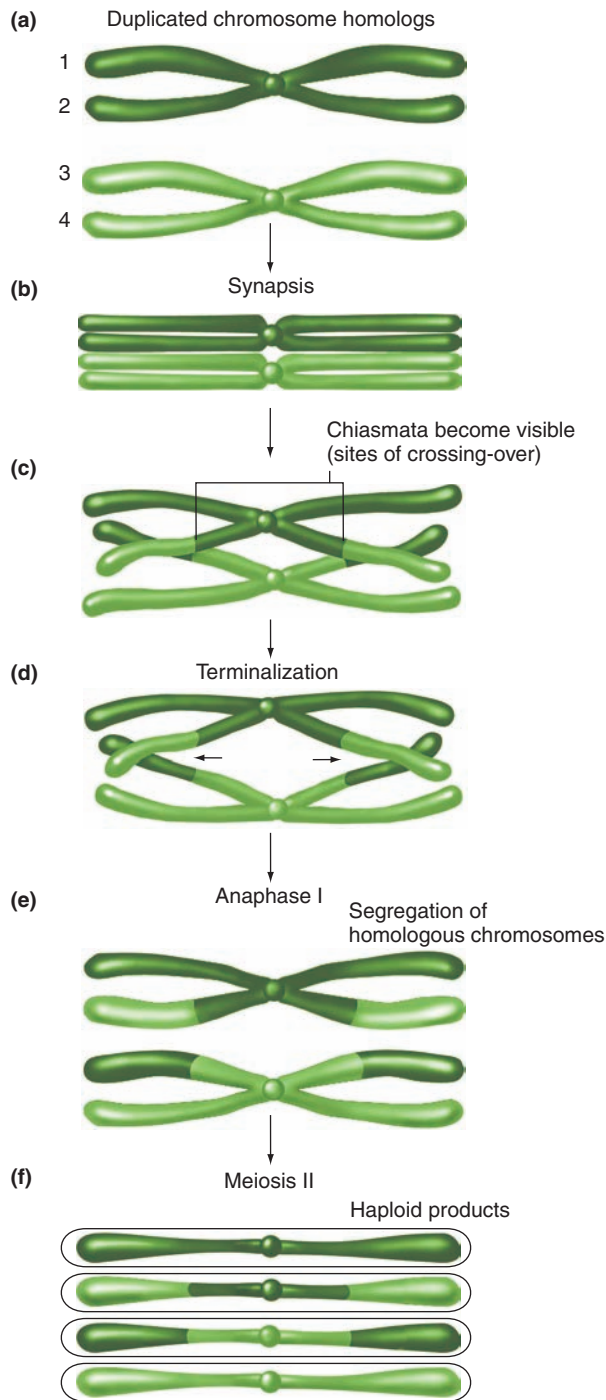 (a) Duplicated chromosome homologs
1
2
3
4
(b) Synapsis
Chiasmata become visible
(sites of crossing-over)
(c)
Terminalization
(d)
Anaphase I
(e)
Segregation of
homologous chromosomes
Meiosis II
(f)
Haploid products